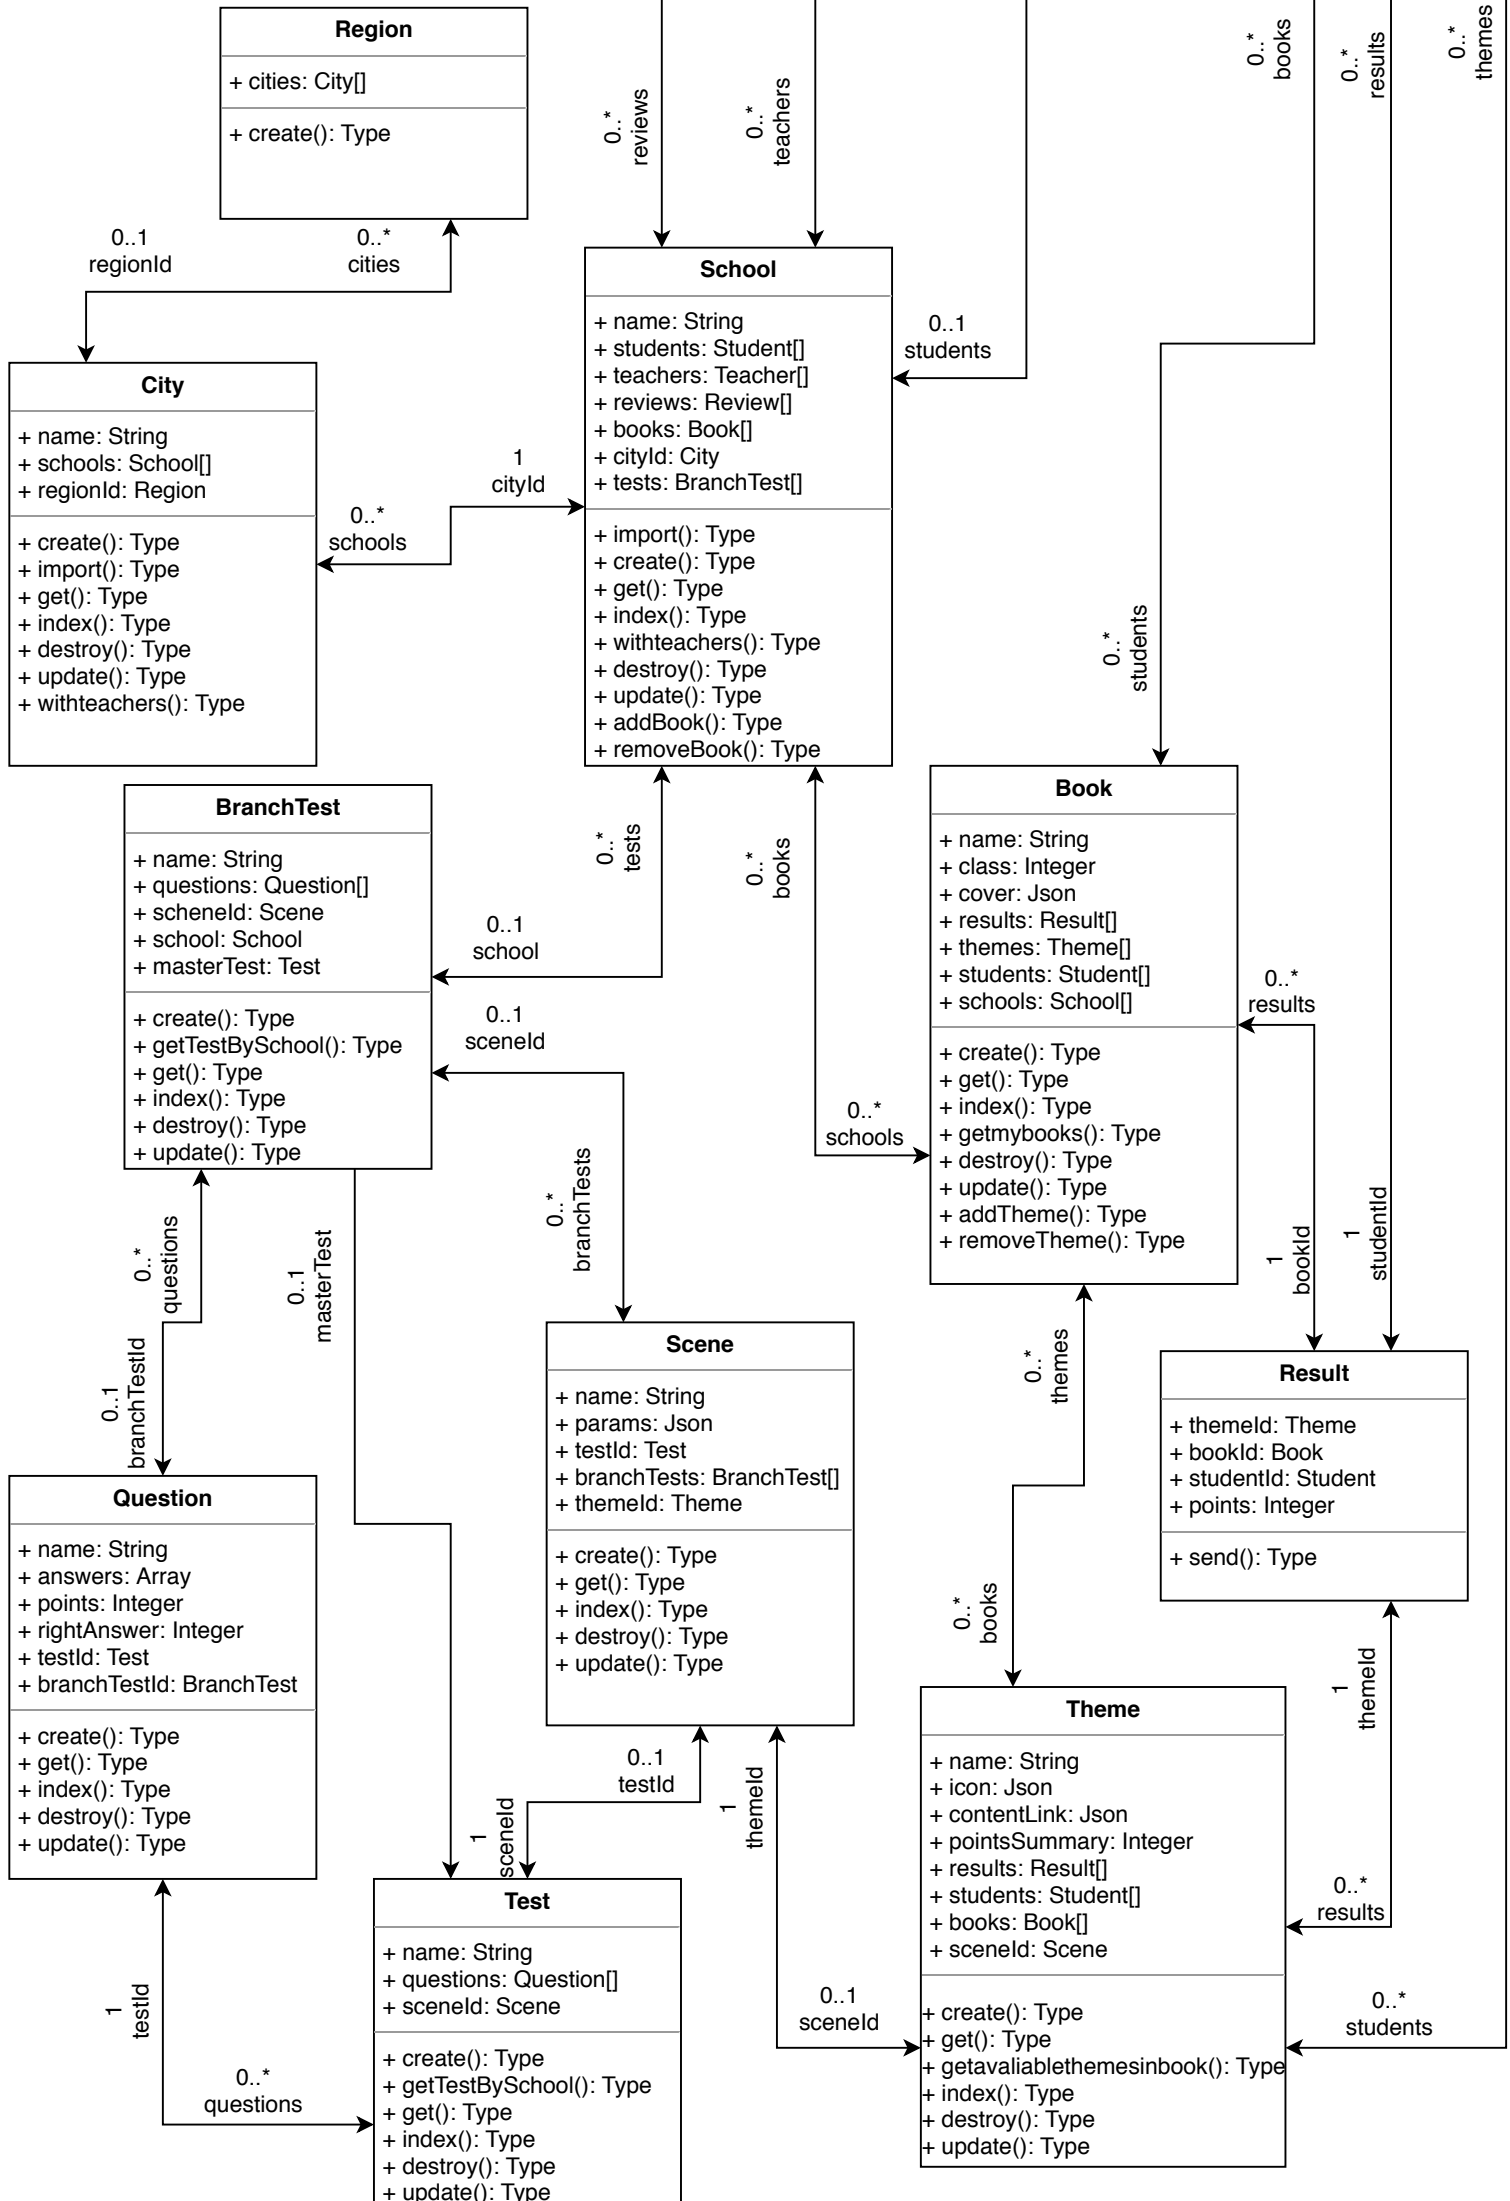 Region
+ cities: City[]
+ create(): Type
0..*
reviews
0..*
teachers
0..*
books
0..*
results
0..*
themes
0..1
regionId
0..*
cities
School
+ name: String
+ students: Student[]
+ teachers: Teacher[]
+ reviews: Review[]
+ books: Book[]
+ cityId: City
+ tests: BranchTest[]
+ import(): Type
+ create(): Type
+ get(): Type
+ index(): Type
+ withteachers(): Type
+ destroy(): Type
+ update(): Type
+ addBook(): Type
+ removeBook(): Type
0..1
students
City
+ name: String
+ schools: School[]
+ regionId: Region
+ create(): Type
+ import(): Type
+ get(): Type
+ index(): Type
+ destroy(): Type
+ update(): Type
+ withteachers(): Type
1
cityId
0..*
schools
0..*
students
BranchTest
+ name: String
+ questions: Question[]
+ scheneId: Scene
+ school: School
+ masterTest: Test
+ create(): Type
+ getTestBySchool(): Type
+ get(): Type
+ index(): Type
+ destroy(): Type
+ update(): Type
0..*
tests
0..*
books
0..1
school
0..1
sceneId
Book
+ name: String
+ class: Integer
+ cover: Json
+ results: Result[]
+ themes: Theme[]
+ students: Student[]
+ schools: School[]
+ create(): Type
+ get(): Type
+ index(): Type
+ getmybooks(): Type
+ destroy(): Type
+ update(): Type
+ addTheme(): Type
+ removeTheme(): Type
0..*
results
0..*
schools
0..*
questions
0..1
masterTest
0..*
branchTests
1
bookId
1
studentId
0..1
branchTestId
Scene
+ name: String
+ params: Json
+ testId: Test
+ branchTests: BranchTest[]
+ themeId: Theme
+ create(): Type
+ get(): Type
+ index(): Type
+ destroy(): Type
+ update(): Type
0..*
themes
Result
+ themeId: Theme
+ bookId: Book
+ studentId: Student
+ points: Integer
+ send(): Type
Question
+ name: String
+ answers: Array
+ points: Integer
+ rightAnswer: Integer
+ testId: Test
+ branchTestId: BranchTest
+ create(): Type
+ get(): Type
+ index(): Type
+ destroy(): Type
+ update(): Type
0..*
books
1
themeId
0..1
testId
1
sceneId
1
themeId
Theme
+ name: String
+ icon: Json
+ contentLink: Json
+ pointsSummary: Integer
+ results: Result[]
+ students: Student[]
+ books: Book[]
+ sceneId: Scene
+ create(): Type
+ get(): Type
+ getavaliablethemesinbook(): Type
+ index(): Type
+ destroy(): Type
+ update(): Type
0..*
results
Test
+ name: String
+ questions: Question[]
+ sceneId: Scene
+ create(): Type
+ getTestBySchool(): Type
+ get(): Type
+ index(): Type
+ destroy(): Type
+ update(): Type
1
testId
0..*
questions
0..1
sceneId
0..*
students